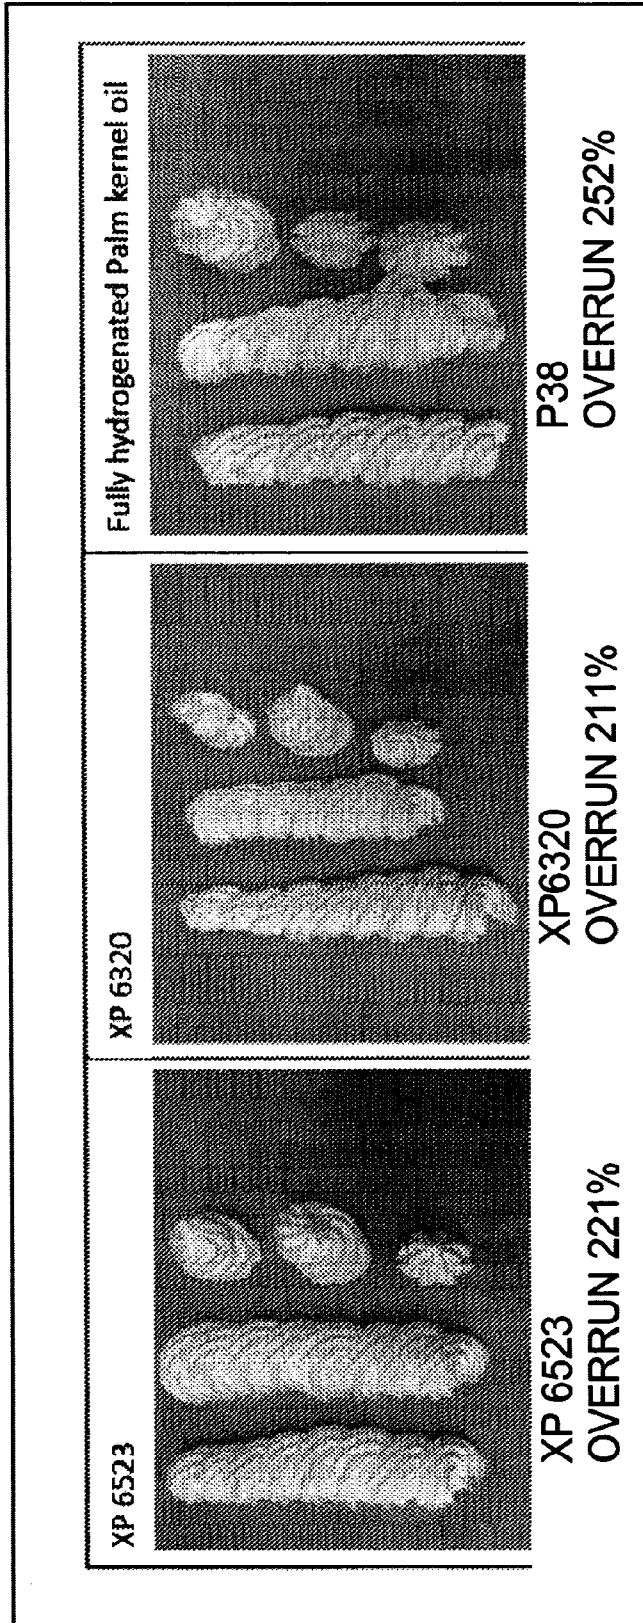 XP 6523
XP 6320
Fully hydrogenated Palm kernel oil
XP 6523
OVERRUN 221%
XP6320
OVERRUN 211%
P38
OVERRUN 252%